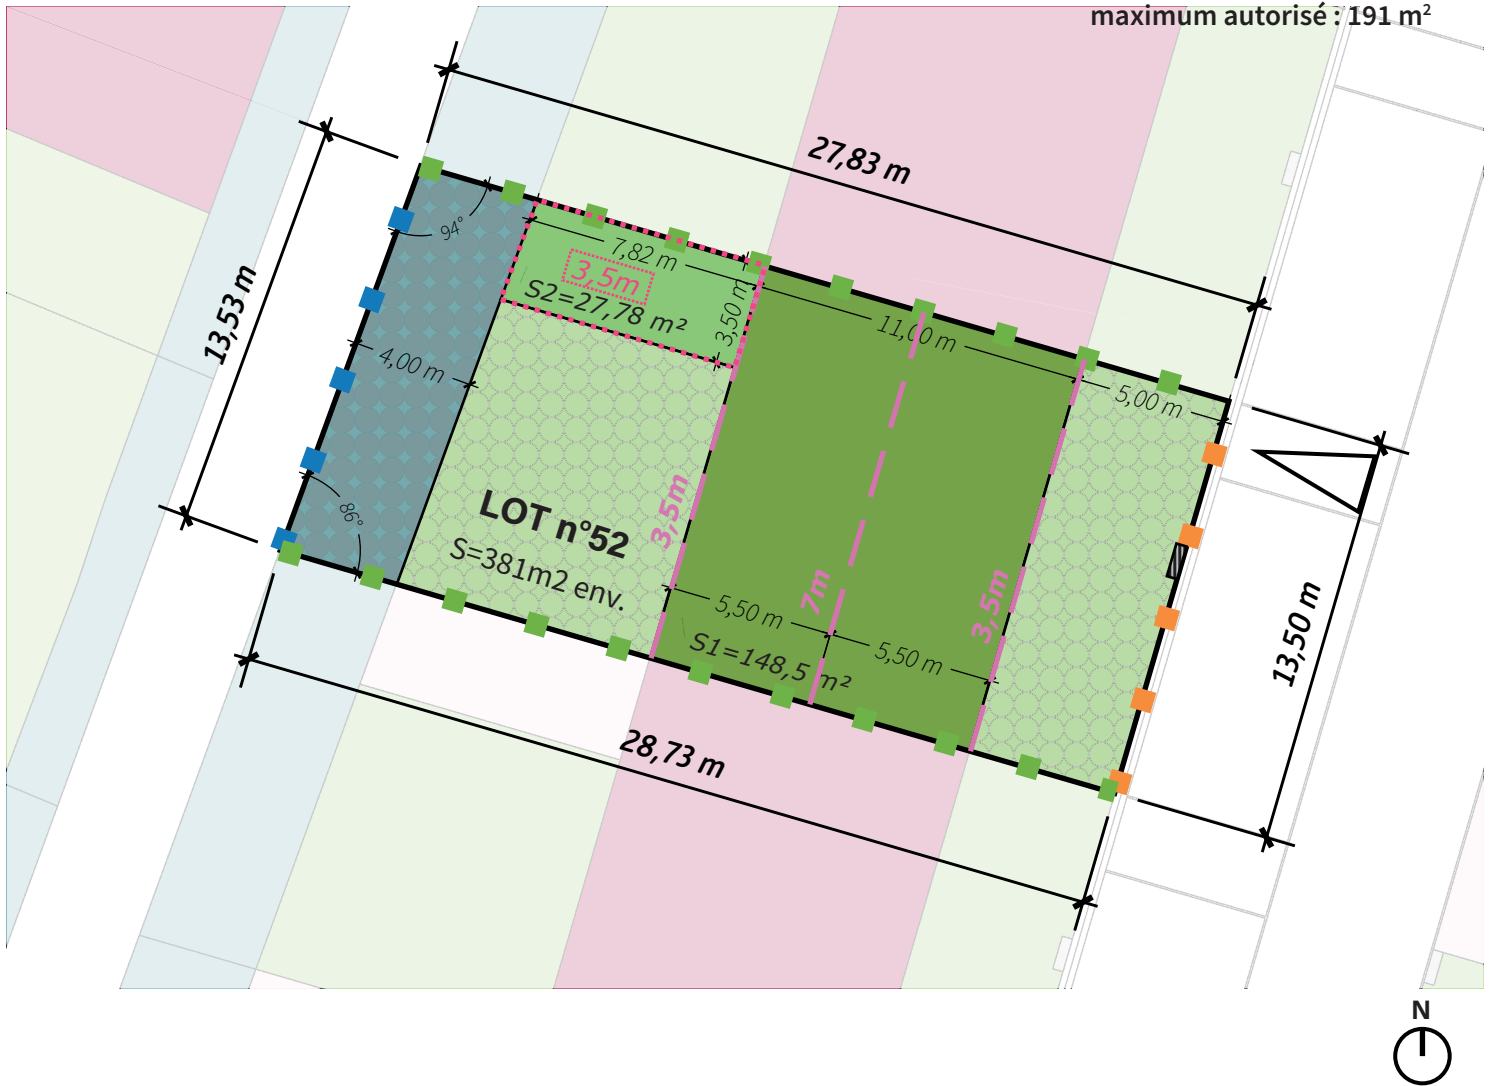 maximum autorisé : 191 m²
27,83 m
13,53 m
94°
7,82 m
3,5m
S2=27,78 m²
3,50 m
11,00 m
5,00 m
4,00 m
86°
LOT n°52
S=381m2 env.
3,5m
7m
3,5m
5,50 m
5,50 m
S1=148,5 m²
13,50 m
28,73 m
N